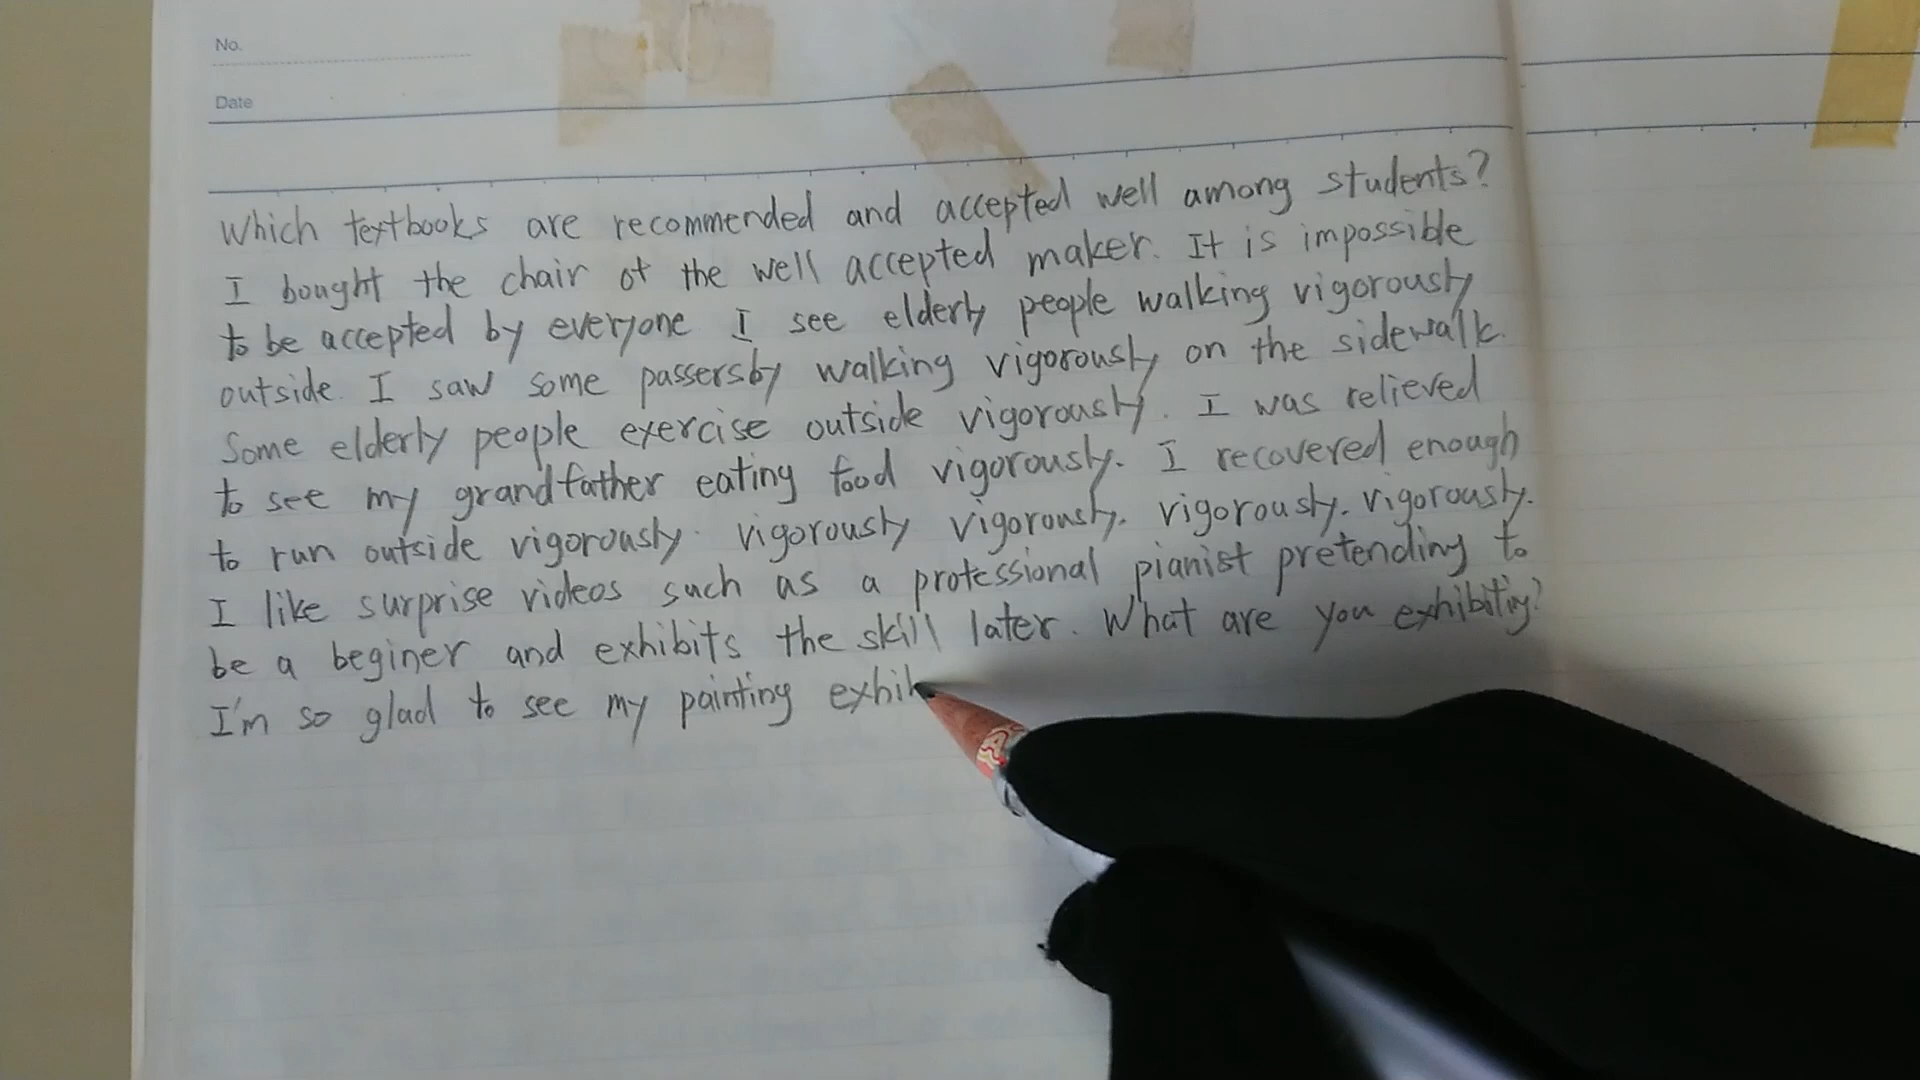 No.
Date
Which textbooks are recommended and accepted well among students?
I bought the chair of the well accepted maker. It is impossible
to be accepted by everyone I see elderly people walking vigorously
outside. I saw some passersby walking vigorously on the sidewalk.
Some elderly people exercise outside vigorously. I was relieved
to see my grandfather eating food vigorously. I recovered enough
to run outside vigorously. vigorously vigorously. vigorously. vigorously.
I like surprise videos such as a professional pianist pretending to
be a beginer and exhibits the skill later. What are you exhibiting?
I'm so glad to see my painting exhib